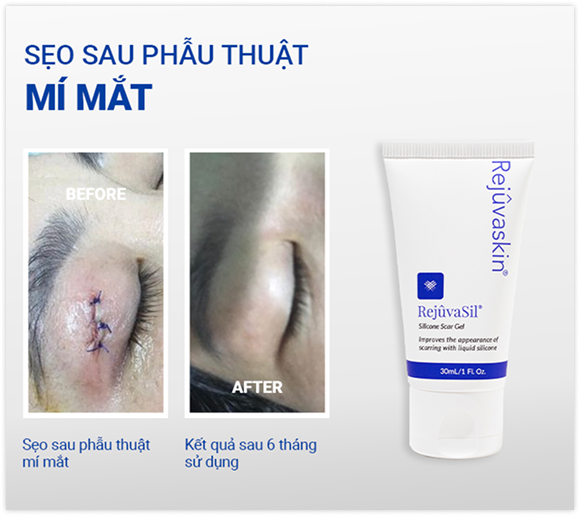 SẸO SAU PHẪU THUẬT
MÍ MẮT
BEFORE
AFTER
Sẹo sau phẫu thuật
mí mắt
Kết quả sau 6 tháng
sử dụng
Rejûvaskin®
RejûvaSil®
Silicone Scar Gel
Improves the appearance of
scarring with liquid silicone
30mL/1 Fl. Oz.